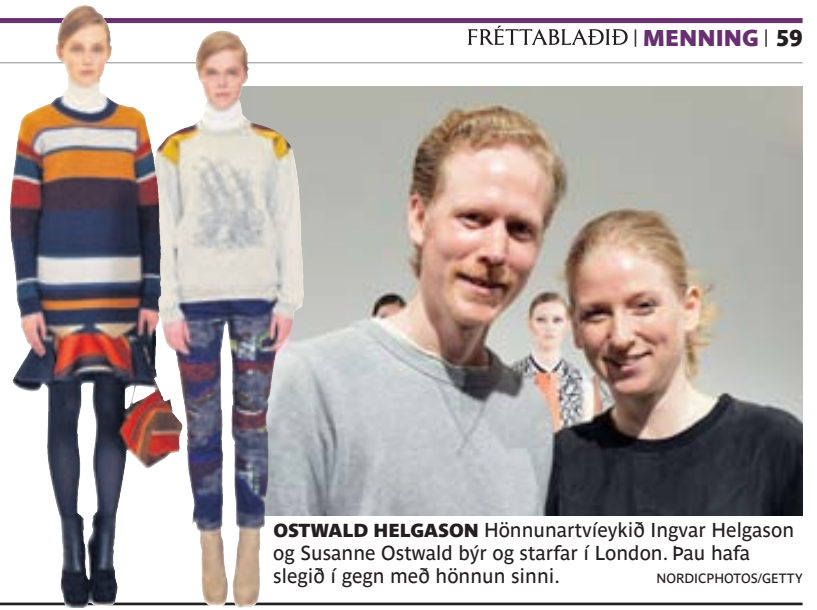 FRÉTTABLAÐIÐ | MENNING | 59
OSTWALD HELGASON Hönnunartvíeykið Ingvar Helgason
og Susanne Ostwald býr og starfar í London. Þau hafa
slegið í gegn með hönnun sinni. NORDICPHOTOS/GETTY